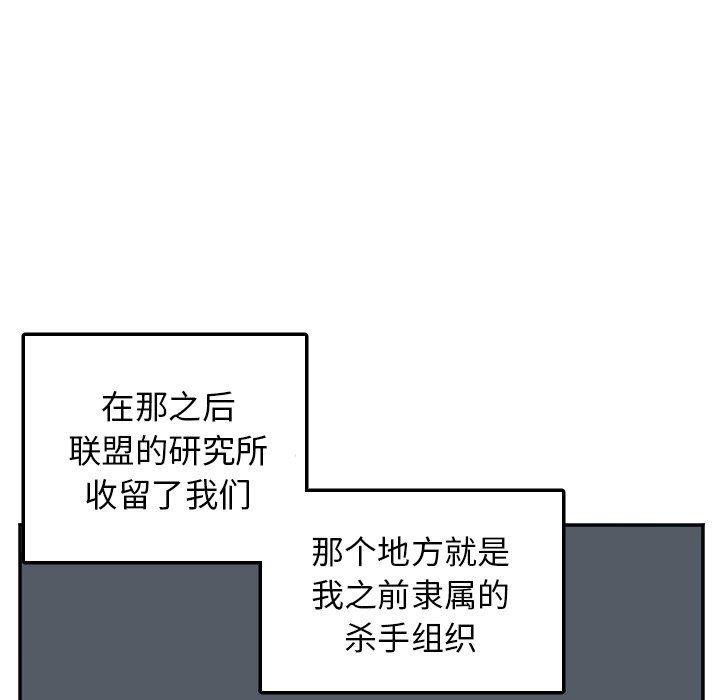 在那之后
联盟的研究所
收留了我们
那个地方就是
我之前隶属的
杀手组织